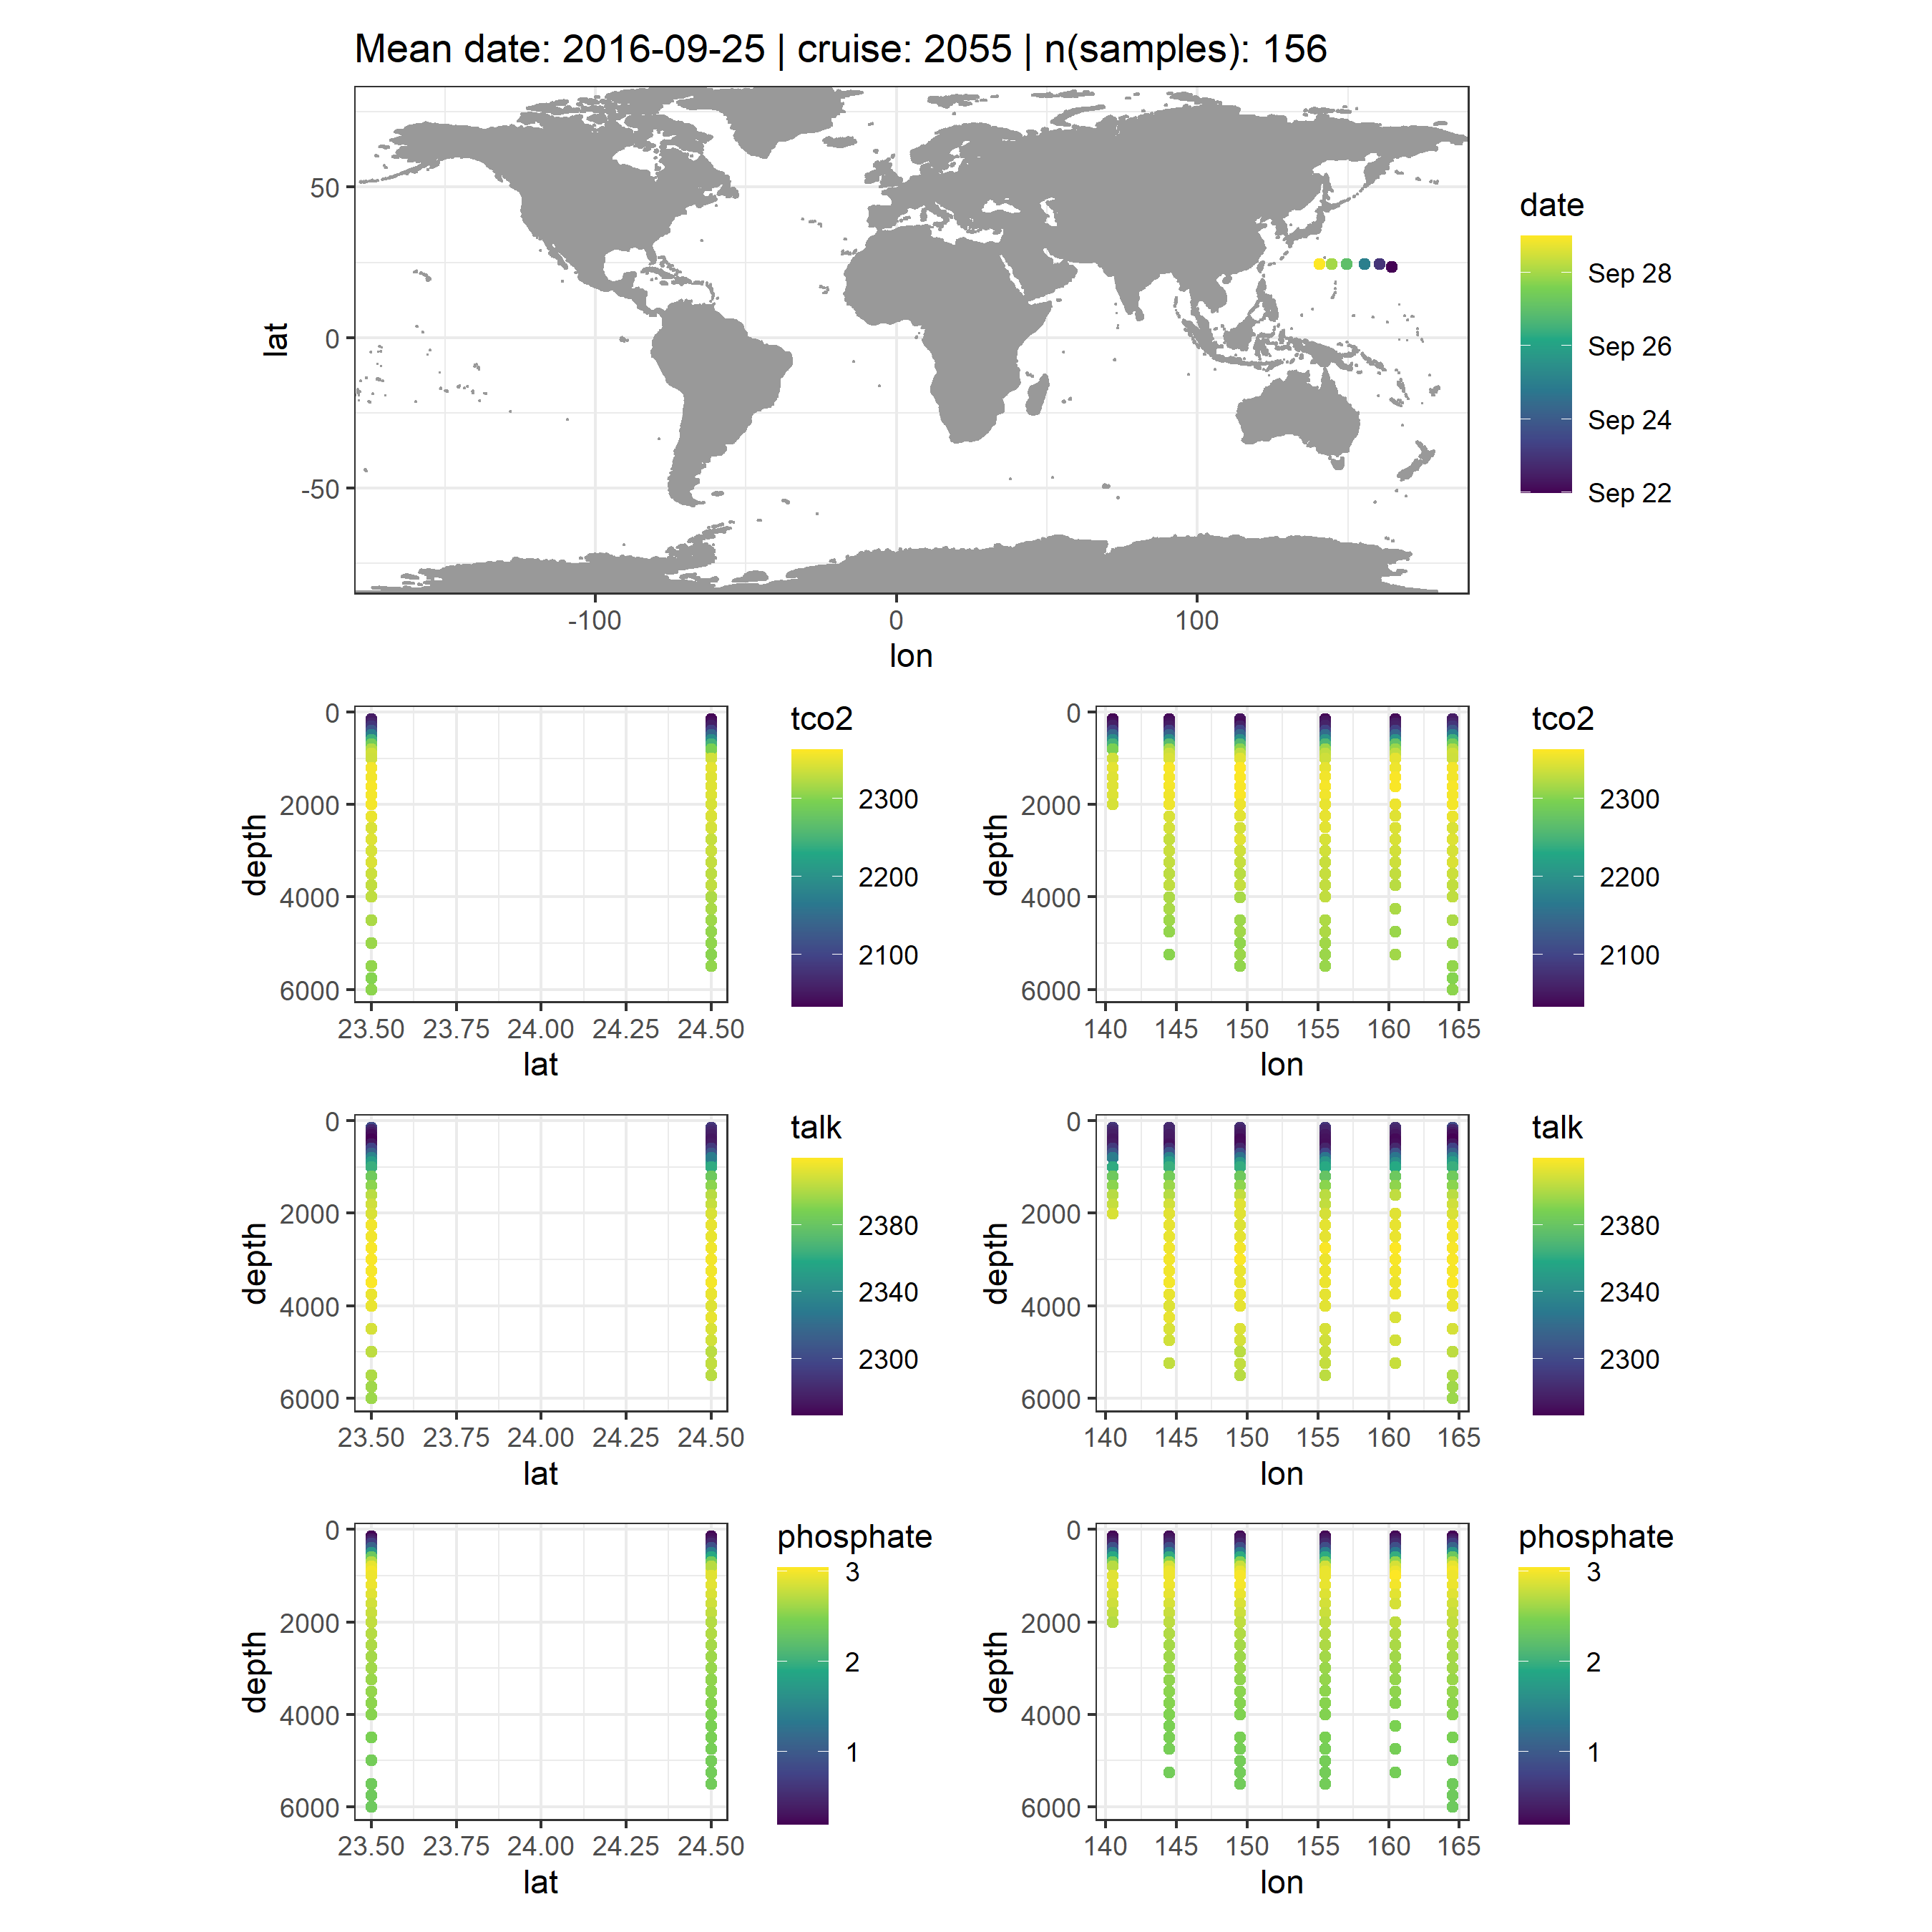 Mean date: 2016-09-25 | cruise: 2055 | n(samples): 156
lat
50
0
-50
-100 0 100
lon
date
Sep 28
Sep 26
Sep 24
Sep 22
depth
0
2000
4000
6000
23.50 23.75 24.00 24.25 24.50
lat
tco2
2300
2200
2100
depth
0
2000
4000
6000
140 145 150 155 160 165
lon
tco2
2300
2200
2100
depth
0
2000
4000
6000
23.50 23.75 24.00 24.25 24.50
lat
talk
2380
2340
2300
depth
0
2000
4000
6000
140 145 150 155 160 165
lon
talk
2380
2340
2300
depth
0
2000
4000
6000
23.50 23.75 24.00 24.25 24.50
lat
phosphate
3
2
1
depth
0
2000
4000
6000
140 145 150 155 160 165
lon
phosphate
3
2
1